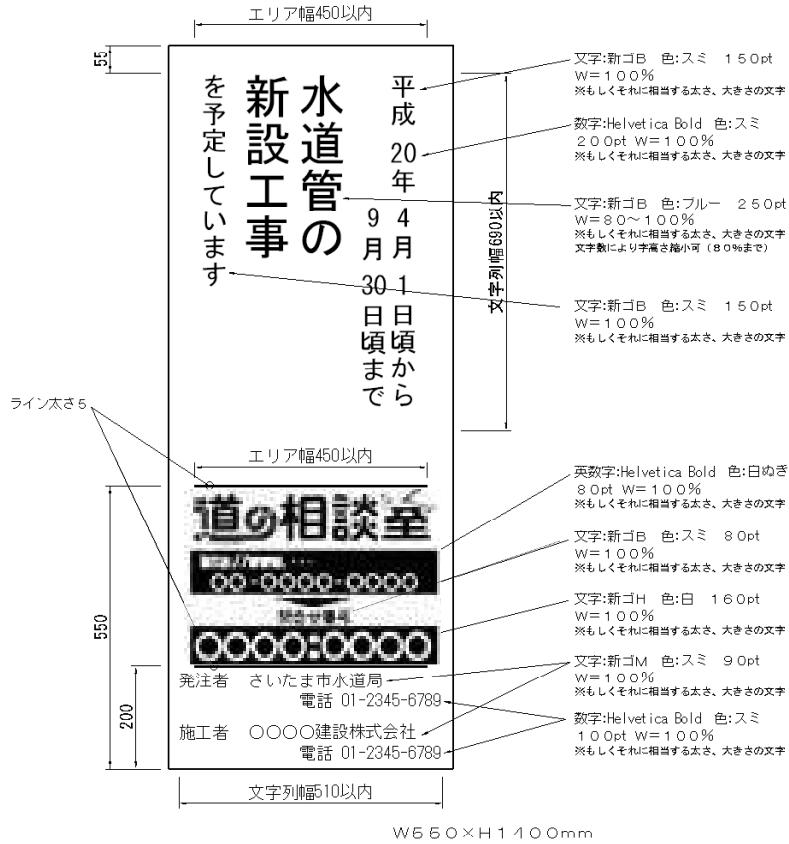 エリア幅450以内
55
平成 20年 4月 1日頃から
9月 30日頃まで
水道管の
新設工事
を予定しています
文字列幅690以内
文字:新ゴB 色:スミ 150pt
W=100%
※もしくそれに相当する太さ、大きさの文字
数字:Helvetica Bold 色:スミ
200pt W=100%
※もしくそれに相当する太さ、大きさの文字
文字:新ゴB 色:ブルー 250pt
W=80~100%
※もしくそれに相当する太さ、大きさの文字
文字数により字高さ縮小可(80%まで)
文字:新ゴB 色:スミ 150pt
W=100%
※もしくそれに相当する太さ、大きさの文字
ライン太さ5
エリア幅450以内
道の相談室
○○-○○○○-○○○○
問合せ番号
○○○○-○○○○
英数字:Helvetica Bold 色:白ぬき
80pt W=100%
※もしくそれに相当する太さ、大きさの文字
文字:新ゴB 色:スミ 80pt
W=100%
※もしくそれに相当する太さ、大きさの文字
文字:新ゴH 色:白 160pt
W=100%
※もしくそれに相当する太さ、大きさの文字
文字:新ゴM 色:スミ 90pt
W=100%
※もしくそれに相当する太さ、大きさの文字
数字:Helvetica Bold 色:スミ
100pt W=100%
※もしくそれに相当する太さ、大きさの文字
550
200
発注者 さいたま市水道局
電話 01-2345-6789
施工者 ○○○○建設株式会社
電話 01-2345-6789
文字列幅510以内
W550×H1400mm